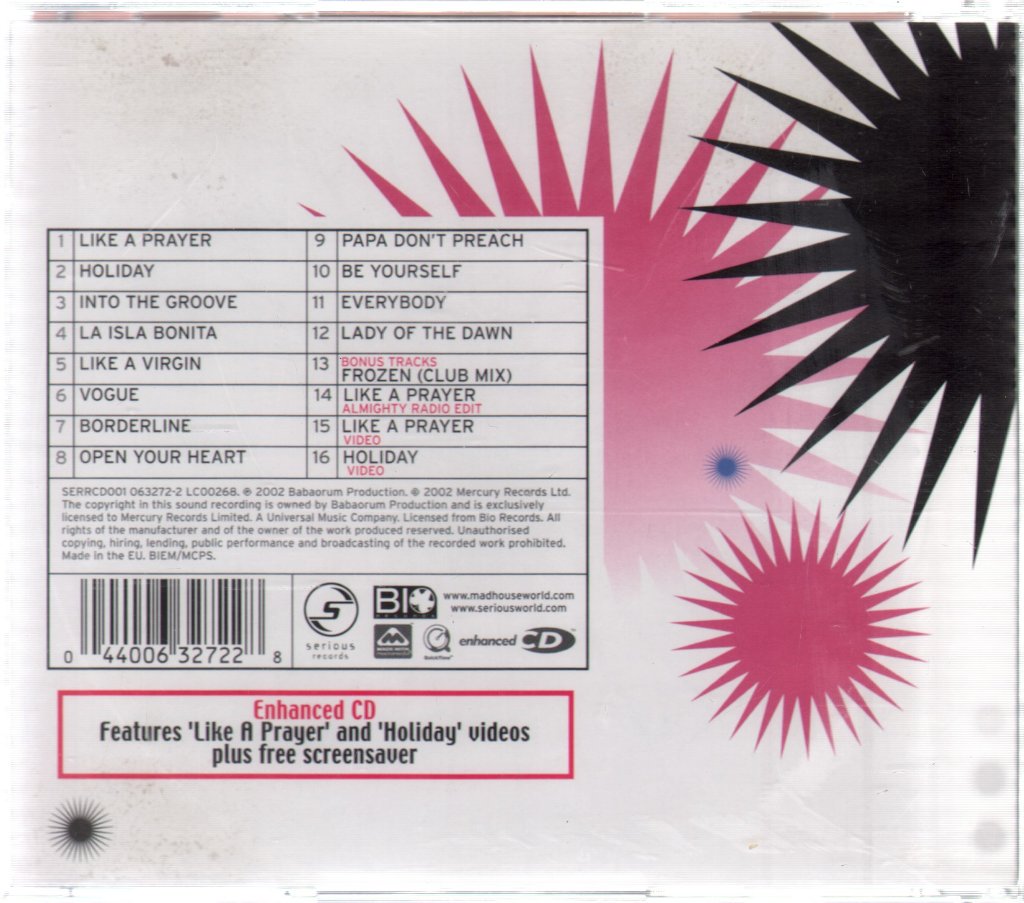 1 LIKE A PRAYER
2 HOLIDAY
3 INTO THE GROOVE
4 LA ISLA BONITA
5 LIKE A VIRGIN
6 VOGUE
7 BORDERLINE
8 OPEN YOUR HEART
9 PAPA DON'T PREACH
10 BE YOURSELF
11 EVERYBODY
12 LADY OF THE DAWN
13 BONUS TRACKS
FROZEN (CLUB MIX)
14 LIKE A PRAYER
ALMIGHTY RADIO EDIT
15 LIKE A PRAYER
VIDEO
16 HOLIDAY
VIDEO
SERRCD001 063272-2 LC00268. ℗ 2002 Babaorum Production. © 2002 Mercury Records Ltd.
The copyright in this sound recording is owned by Babaorum Production and is exclusively
licensed to Mercury Records Limited. A Universal Music Company. Licensed from Bio Records. All
rights of the manufacturer and of the owner of the work produced reserved. Unauthorised
copying, hiring, lending, public performance and broadcasting of the recorded work prohibited.
Made in the EU. BIEM/MCPS.
0 44006 32722 8
S
serious
records
BIO
RECORDS
www.madhouseworld.com
www.seriousworld.com
MADE WITH
QuickTime
enhanced CD
Enhanced CD
Features 'Like A Prayer' and 'Holiday' videos
plus free screensaver